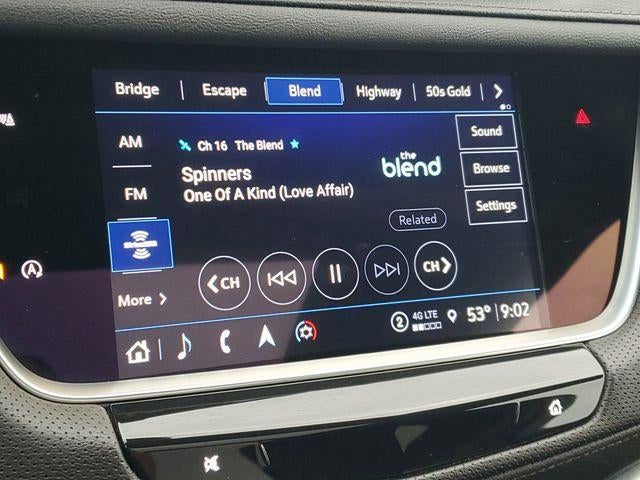 Bridge Escape Blend Highway 50s Gold
AM
Ch 16 The Blend
Sound
Spinners
the blend
Browse
FM
One Of A Kind (Love Affair)
Settings
Related
CH
CH
More
2 4G LTE 53° 9:02
A